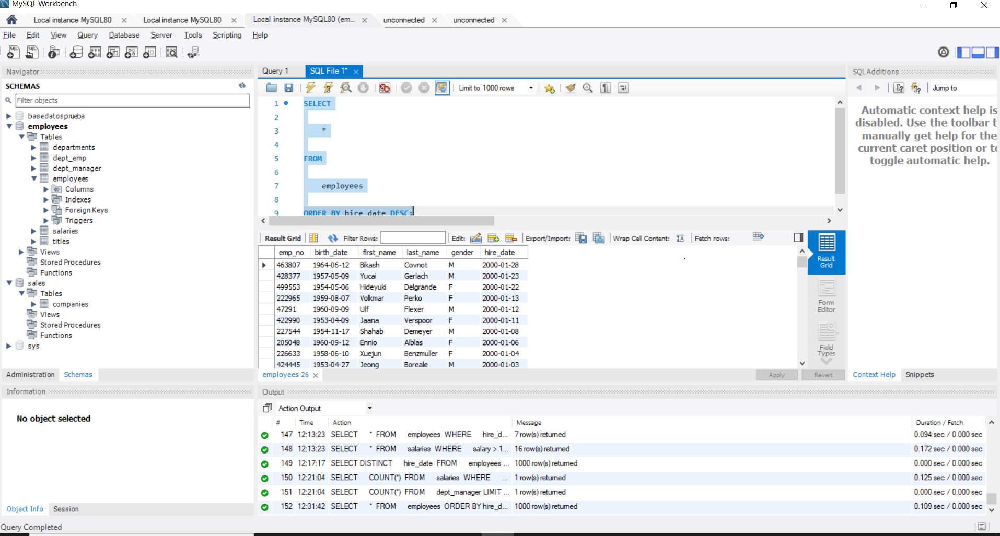 MySQL Workbench
Local instance MySQL80 Local instance MySQL80 Local instance MySQL80 (em... unconnected unconnected
File Edit View Query Database Server Tools Scripting Help
Navigator
SCHEMAS
Filter objects
basedatosprueba
employees
Tables
departments
dept_emp
dept_manager
employees
Columns
Indexes
Foreign Keys
Triggers
salaries
titles
Views
Stored Procedures
Functions
sales
Tables
companies
Views
Stored Procedures
Functions
sys
Administration Schemas
Information
No object selected
Object Info Session
Query 1 SQL File 1*
Limit to 1000 rows
1 SELECT
2
3 *
4
5 FROM
6
7 employees
8
9 ORDER BY hire_date DESC;
Result Grid Filter Rows: Edit: Export/Import: Wrap Cell Content: Fetch rows:
emp_no birth_date first_name last_name gender hire_date
463807 1964-06-12 Bikash Covnot M 2000-01-28
428377 1957-05-09 Yucai Gerlach M 2000-01-23
499553 1954-05-06 Hideyuki Delgrande F 2000-01-22
222965 1959-08-07 Volkmar Perko F 2000-01-13
47291 1960-09-09 Ulf Flexer M 2000-01-12
422990 1953-04-09 Jaana Verspoor F 2000-01-11
227544 1954-11-17 Shahab Demeyer M 2000-01-08
205048 1960-09-12 Ennio Alblas F 2000-01-06
226633 1958-06-10 Xuejun Benzmuller F 2000-01-04
424445 1953-04-27 Jeong Boreale M 2000-01-03
Result
Grid
Form
Editor
Field
Types
employees 26 Apply Revert
SQLAdditions
Jump to
Automatic context help is
disabled. Use the toolbar t
manually get help for the
current caret position or to
toggle automatic help.
Context Help Snippets
Output
Action Output
# Time Action Message Duration / Fetch
147 12:13:23 SELECT * FROM employees WHERE hire_d... 7 row(s) returned 0.094 sec / 0.000 sec
148 12:13:23 SELECT * FROM salaries WHERE salary > 1... 16 row(s) returned 0.172 sec / 0.000 sec
149 12:17:17 SELECT DISTINCT hire_date FROM employees ... 1000 row(s) returned 0.000 sec / 0.000 sec
150 12:21:04 SELECT COUNT(*) FROM salaries WHERE ... 1 row(s) returned 0.125 sec / 0.000 sec
151 12:21:04 SELECT COUNT(*) FROM dept_manager LIMIT ... 1 row(s) returned 0.000 sec / 0.000 sec
152 12:31:42 SELECT * FROM employees ORDER BY hire_d... 1000 row(s) returned 0.109 sec / 0.000 sec
Query Completed